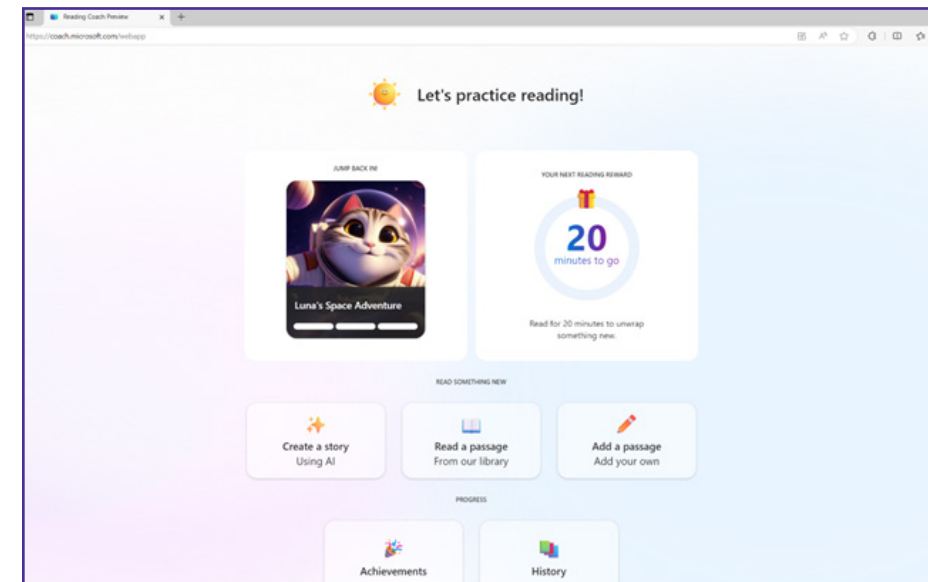 Reading Coach Preview
https://coach.microsoft.com/webapp
Let's practice reading!
JUMP BACK IN!
Luna's Space Adventure
YOUR NEXT READING REWARD
20
minutes to go
Read for 20 minutes to unwrap
something new.
READ SOMETHING NEW
Create a story
Using AI
Read a passage
From our library
Add a passage
Add your own
PROGRESS
Achievements
History